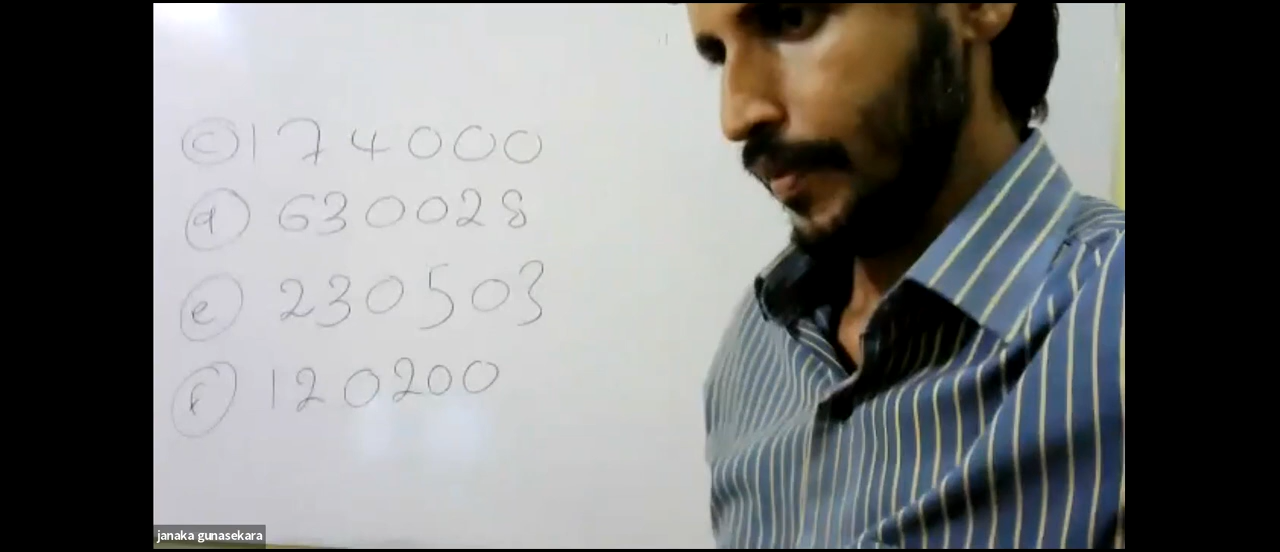 ⓒ 174000
ⓓ 630028
ⓔ 230503
ⓕ 120200
janaka gunasekara